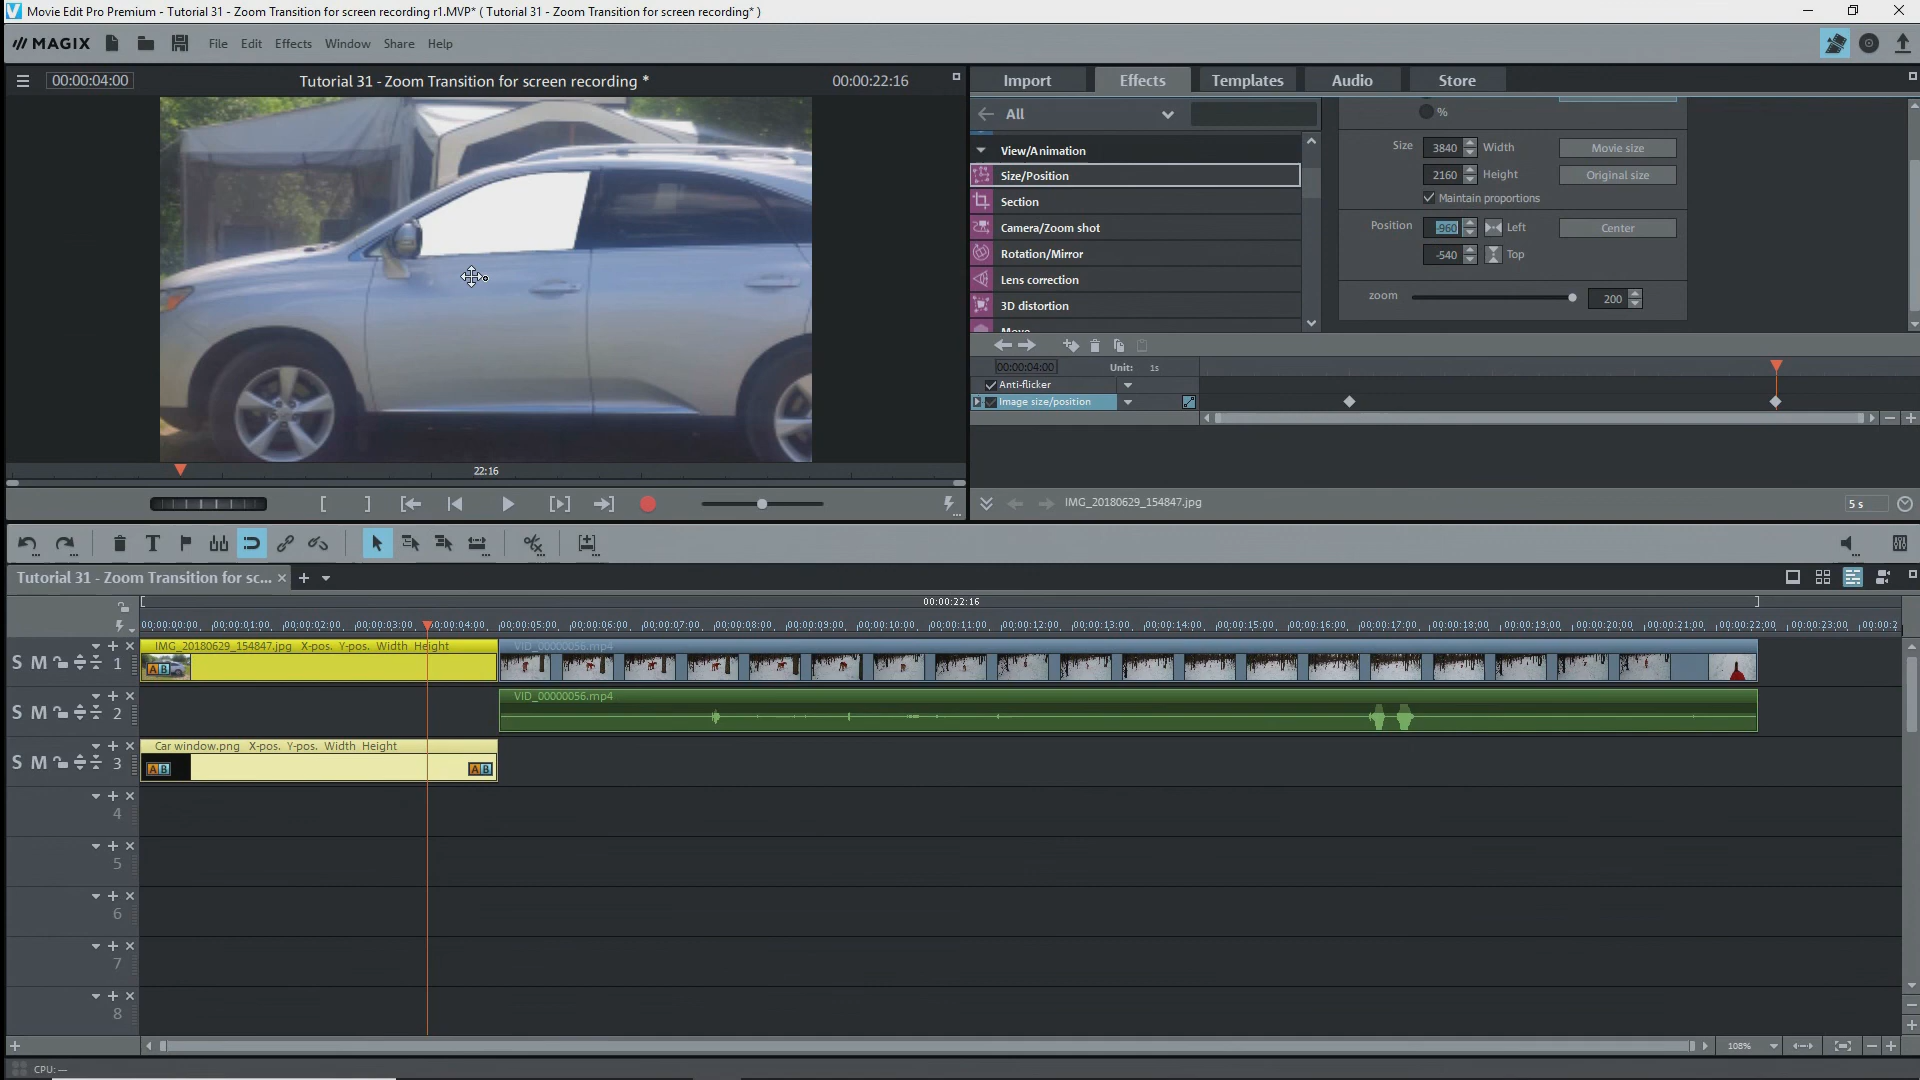 Movie Edit Pro Premium - Tutorial 31 - Zoom Transition for screen recording r1.MVP* ( Tutorial 31 - Zoom Transition for screen recording* )
MAGIX File Edit Effects Window Share Help
00:00:04:00 Tutorial 31 - Zoom Transition for screen recording * 00:00:22:16
Import Effects Templates Audio Store
All
%
View/Animation
Size/Position
Section
Camera/Zoom shot
Rotation/Mirror
Lens correction
3D distortion
Move
Size 3840 Width Movie size
2160 Height Original size
Maintain proportions
Position -960 Left Center
-540 Top
zoom 200
00:00:04:00 Unit: 1s
Anti-flicker
Image size/position
22:16
IMG_20180629_154847.jpg 5 s
Tutorial 31 - Zoom Transition for sc...
00:00:22:16
00:00:00:00 00:00:01:00 00:00:02:00 00:00:03:00 00:00:04:00 00:00:05:00 00:00:06:00 00:00:07:00 00:00:08:00 00:00:09:00 00:00:10:00 00:00:11:00 00:00:12:00 00:00:13:00 00:00:14:00 00:00:15:00 00:00:16:00 00:00:17:00 00:00:18:00 00:00:19:00 00:00:20:00 00:00:21:00 00:00:22:00 00:00:23:00 00:00:2
IMG_20180629_154847.jpg X-pos. Y-pos. Width Height VID_00000056.mp4
S M 1 AB
VID_00000056.mp4
S M 2
Car window.png X-pos. Y-pos. Width Height
S M 3 AB AB
4
5
6
7
8
108%
CPU: —